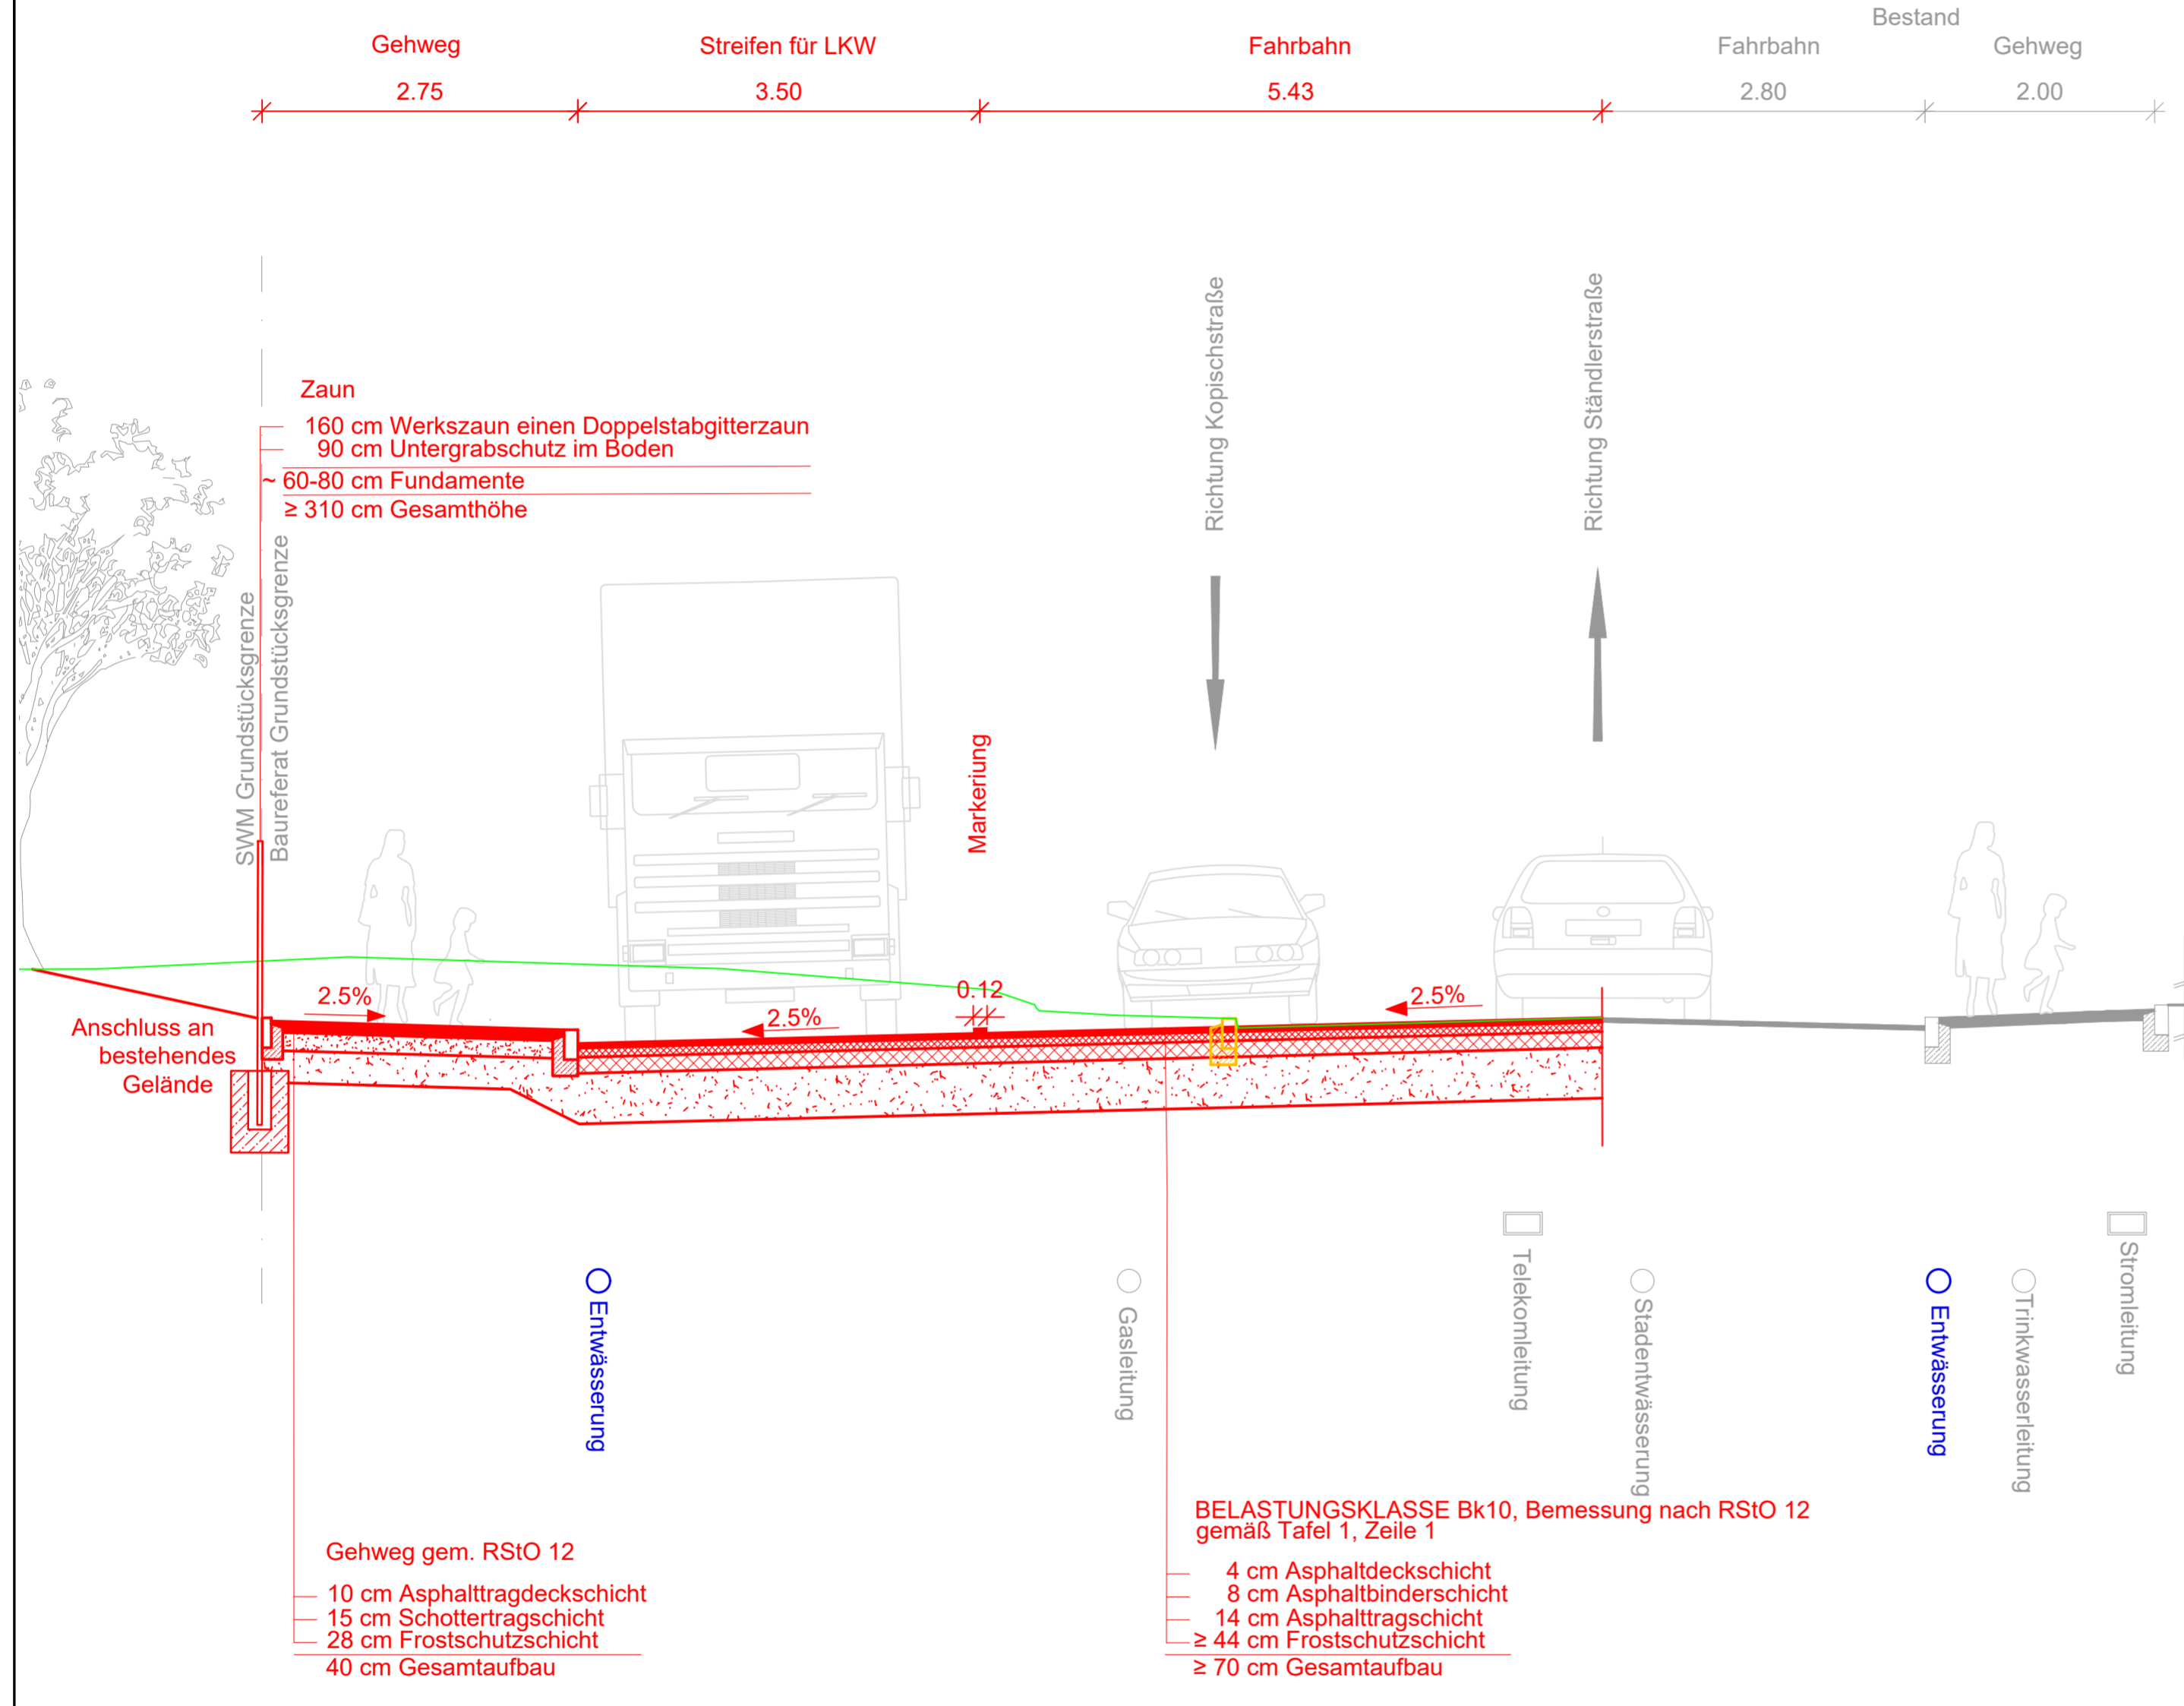 Bestand
Gehweg
Streifen für LKW
Fahrbahn
Fahrbahn
Gehweg
2.75
3.50
5.43
2.80
2.00
Richtung Kopischstraße
Richtung Ständlerstraße
Zaun
160 cm Werkszaun einen Doppelstabgitterzaun
90 cm Untergrabschutz im Boden
~ 60-80 cm Fundamente
≥ 310 cm Gesamthöhe
SWM Grundstücksgrenze
Baureferat Grundstücksgrenze
Markeriung
2.5%
2.5%
0.12
2.5%
Anschluss an
bestehendes
Gelände
Entwässerung
Gasleitung
Telekomleitung
Stadentwässerung
Entwässerung
Trinkwasserleitung
Stromleitung
Gehweg gem. RStO 12
10 cm Asphalttragdeckschicht
15 cm Schottertragschicht
28 cm Frostschutzschicht
40 cm Gesamtaufbau
BELASTUNGSKLASSE Bk10, Bemessung nach RStO 12
gemäß Tafel 1, Zeile 1
4 cm Asphaltdeckschicht
8 cm Asphaltbinderschicht
14 cm Asphalttragschicht
≥ 44 cm Frostschutzschicht
≥ 70 cm Gesamtaufbau